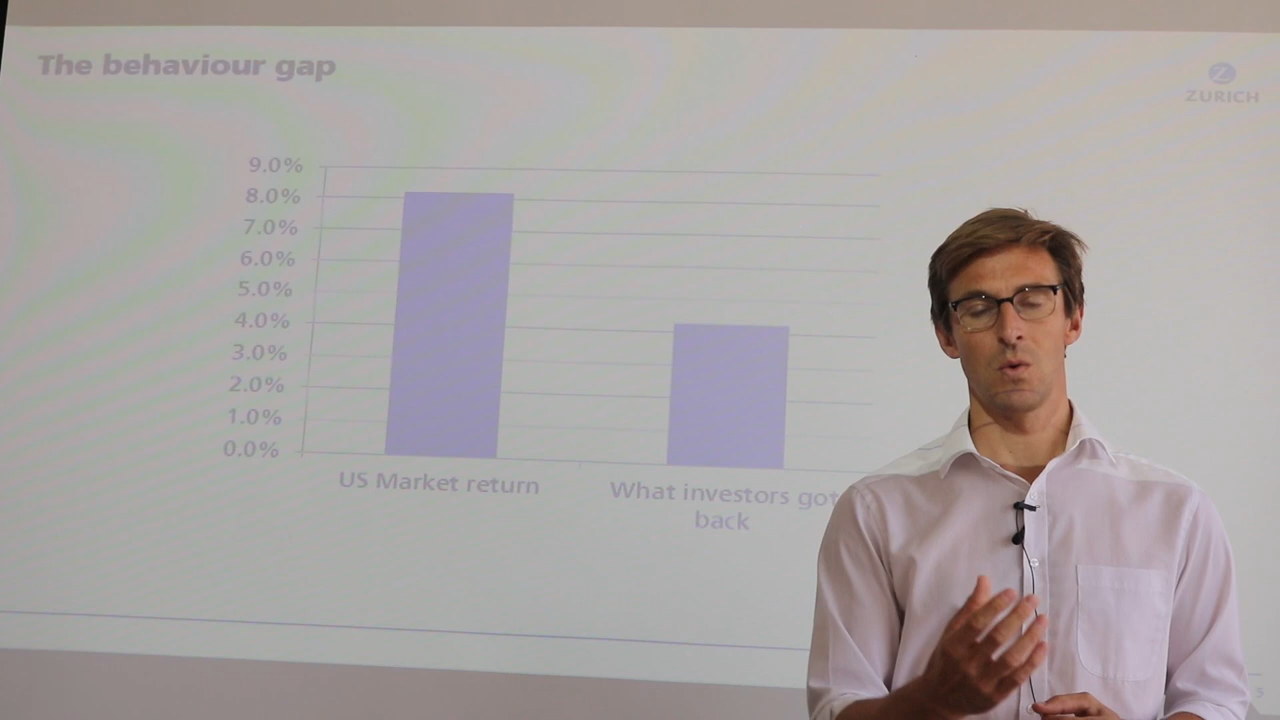 The behaviour gap
Z
ZURICH
9.0%
8.0%
7.0%
6.0%
5.0%
4.0%
3.0%
2.0%
1.0%
0.0%
US Market return
What investors got
back
3